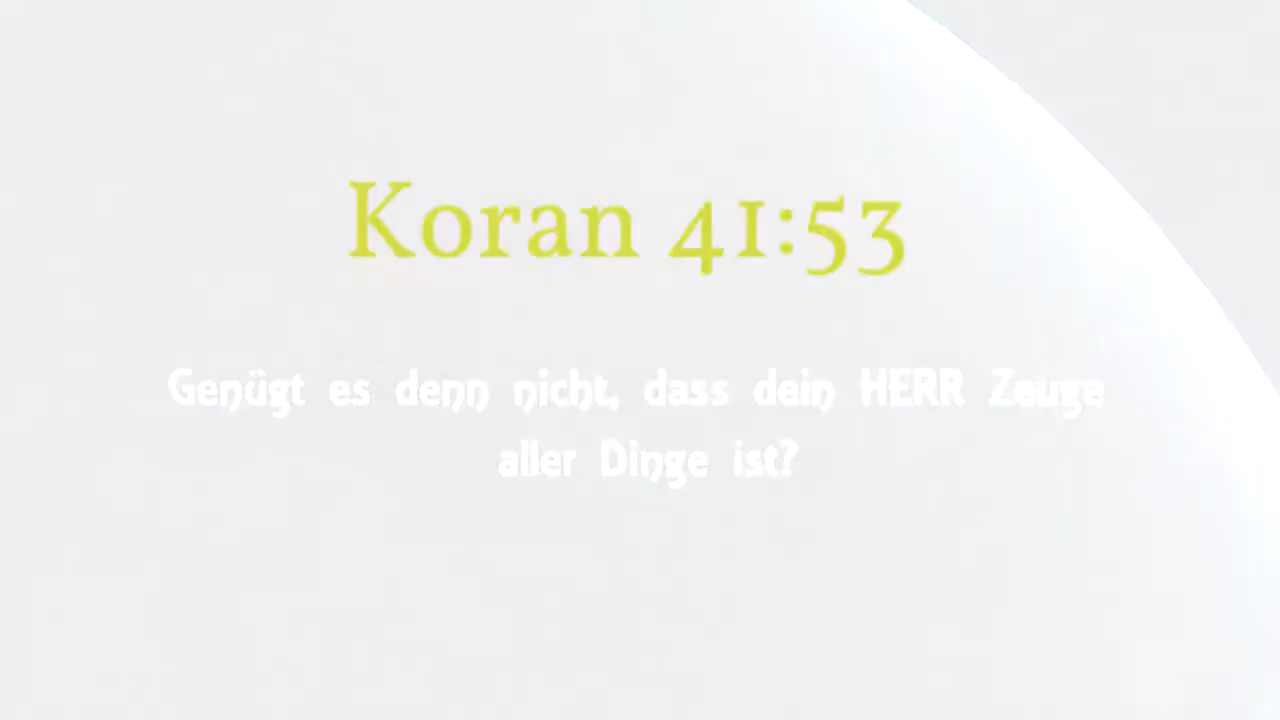 Koran 41:53
Genügt es denn nicht, dass dein HERR Zeuge
aller Dinge ist?